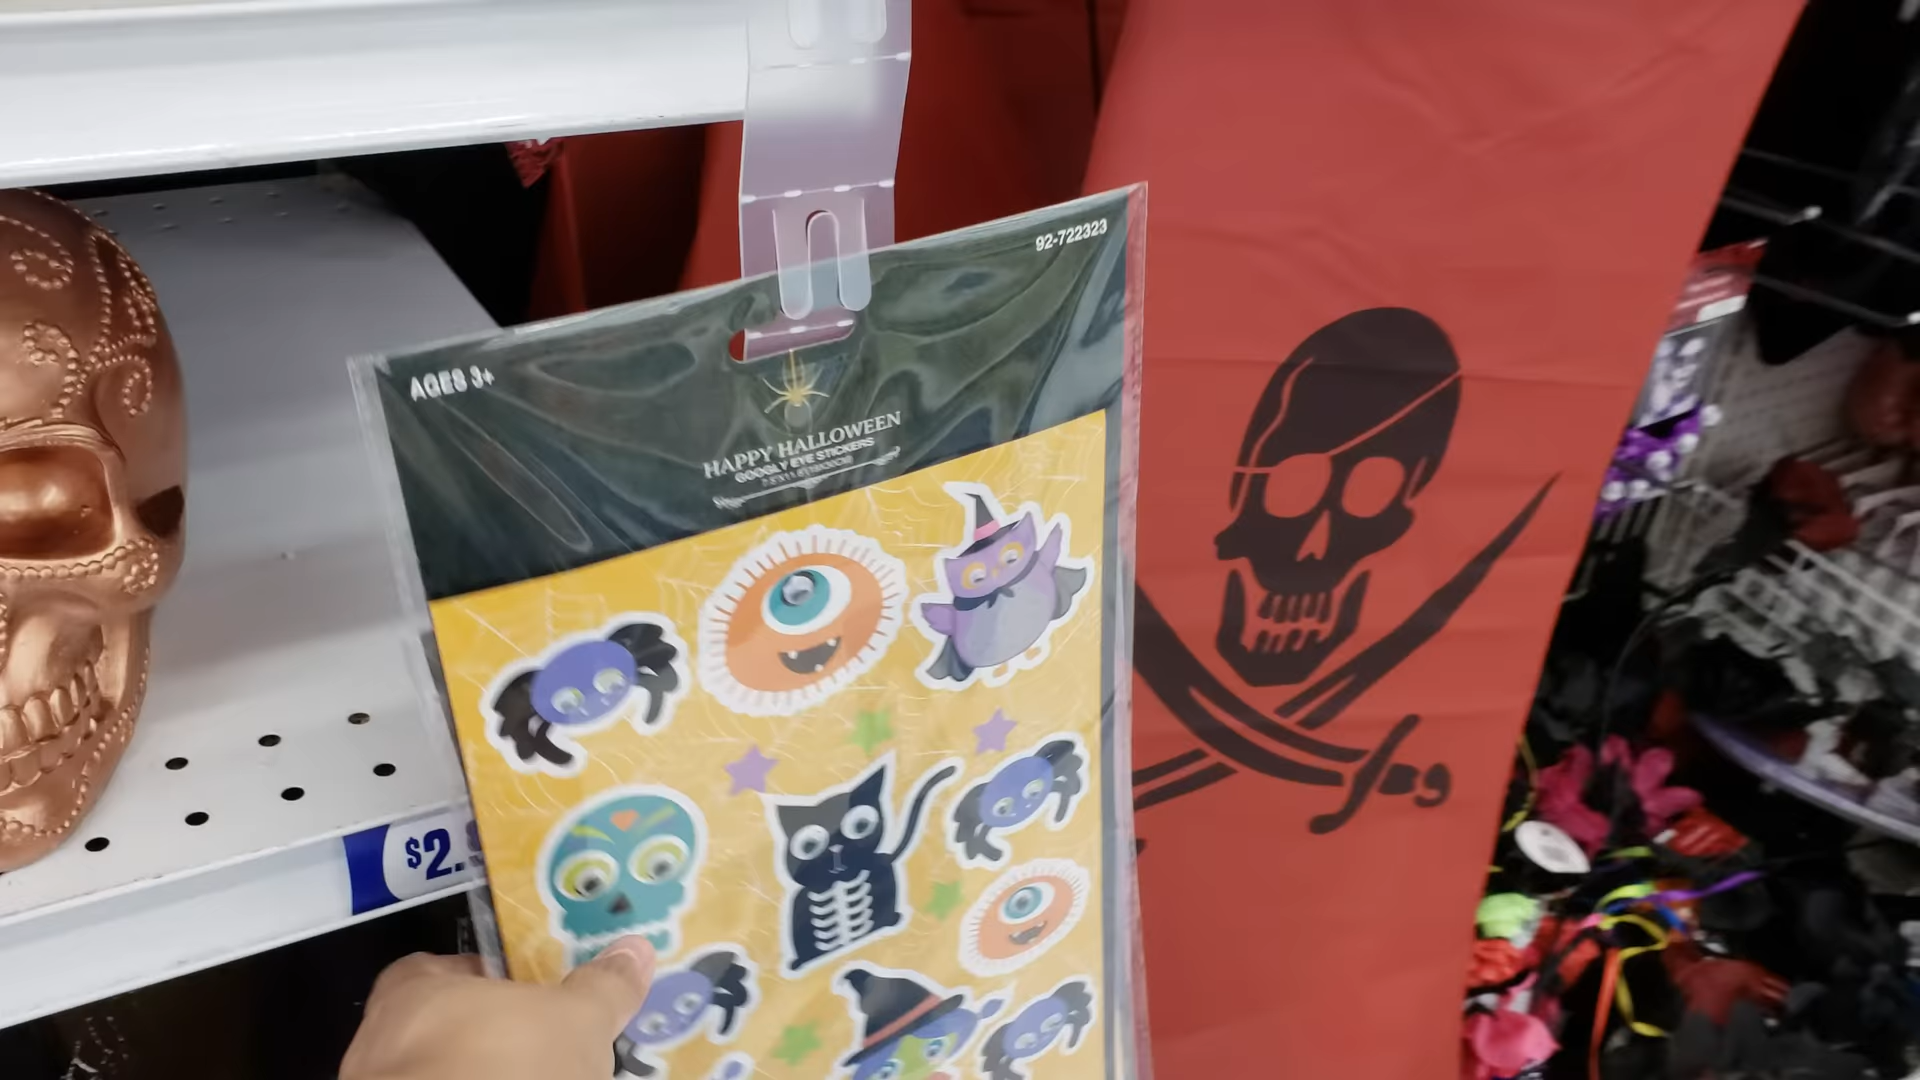 92-722323
AGES 3+
HAPPY HALLOWEEN
GOOGLY EYE STICKERS
$2.